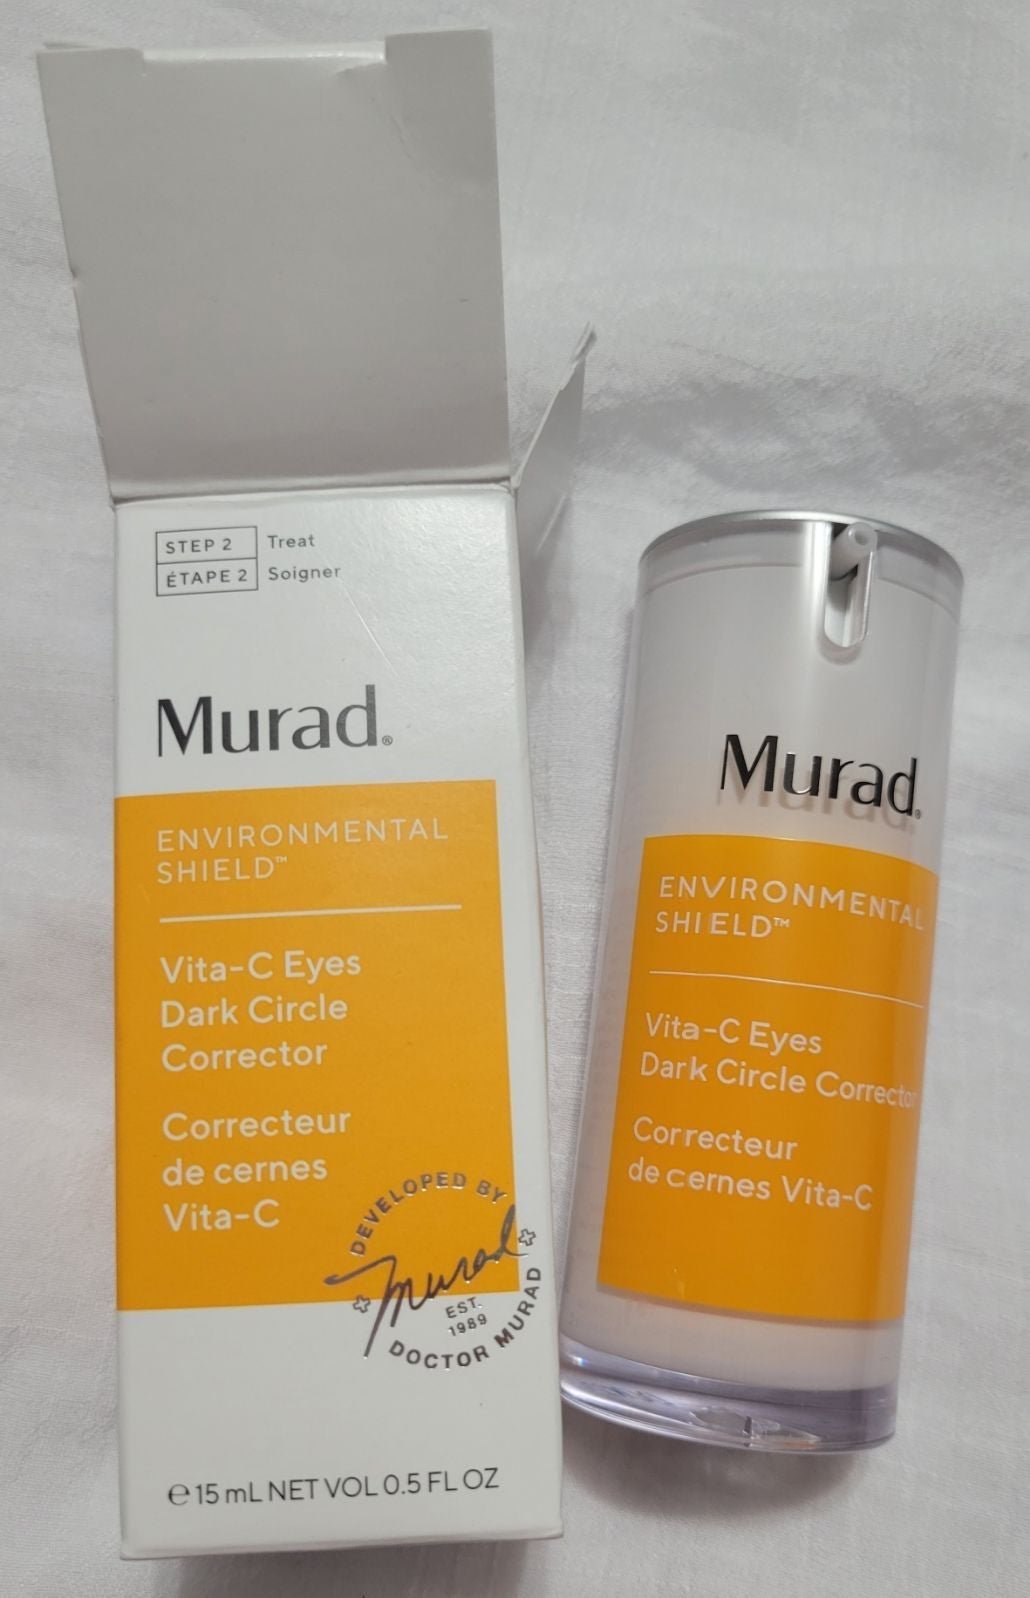 STEP 2 Treat
ÉTAPE 2 Soigner
Murad®
ENVIRONMENTAL
SHIELD™
Vita-C Eyes
Dark Circle
Corrector
Correcteur
de cernes
Vita-C
DEVELOPED BY
Murad
EST.
1989
DOCTOR MURAD
℮ 15 mL NET VOL 0.5 FL OZ
Murad®
ENVIRONMENTAL
SHIELD™
Vita-C Eyes
Dark Circle Corrector
Correcteur
de cernes Vita-C